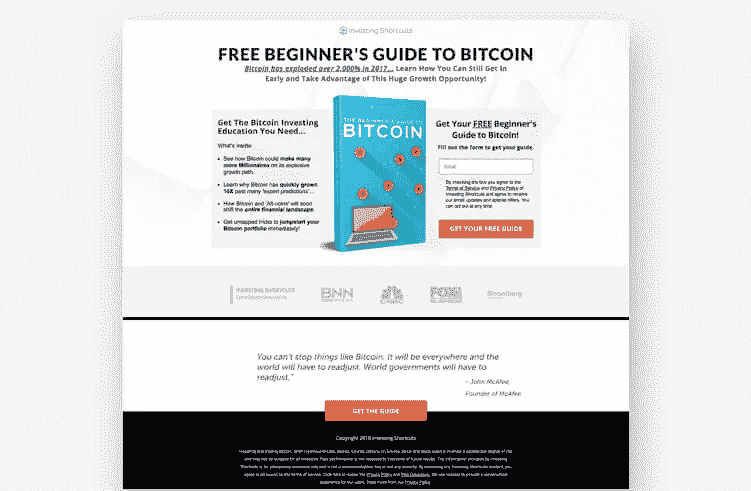 Investing Shortcuts
FREE BEGINNER'S GUIDE TO BITCOIN
Bitcoin has exploded over 2,000% in 2017... Learn How You Can Still Get In
Early and Take Advantage of This Huge Growth Opportunity!
Get The Bitcoin Investing
Education You Need...
What's inside:
See how Bitcoin could make many
more Millionaires on its explosive
growth path.
Learn why Bitcoin has quickly grown
10X past many "expert predictions"...
How Bitcoin and "Alt-coins" will soon
shift the entire financial landscape.
Get untapped tricks to jumpstart your
Bitcoin portfolio immediately!
THE BEGINNER'S GUIDE TO
BITCOIN
Get Your FREE Beginner's
Guide to Bitcoin!
Fill out the form to get your guide.
Email
By checking this box you agree to the
Terms of Service and Privacy Policy of
Investing Shortcuts and agree to receive
our email updates and special offers. You
can opt out at any time.
GET YOUR FREE GUIDE
INVESTING SHORTCUTS
BNN
CNBC
FOX
BUSINESS
Bloomberg
You can't stop things like Bitcoin. It will be everywhere and the
world will have to readjust. World governments will have to
readjust."
- John McAfee,
Founder of McAfee
GET THE GUIDE
Copyright 2018 Investing Shortcuts
Privacy Policy